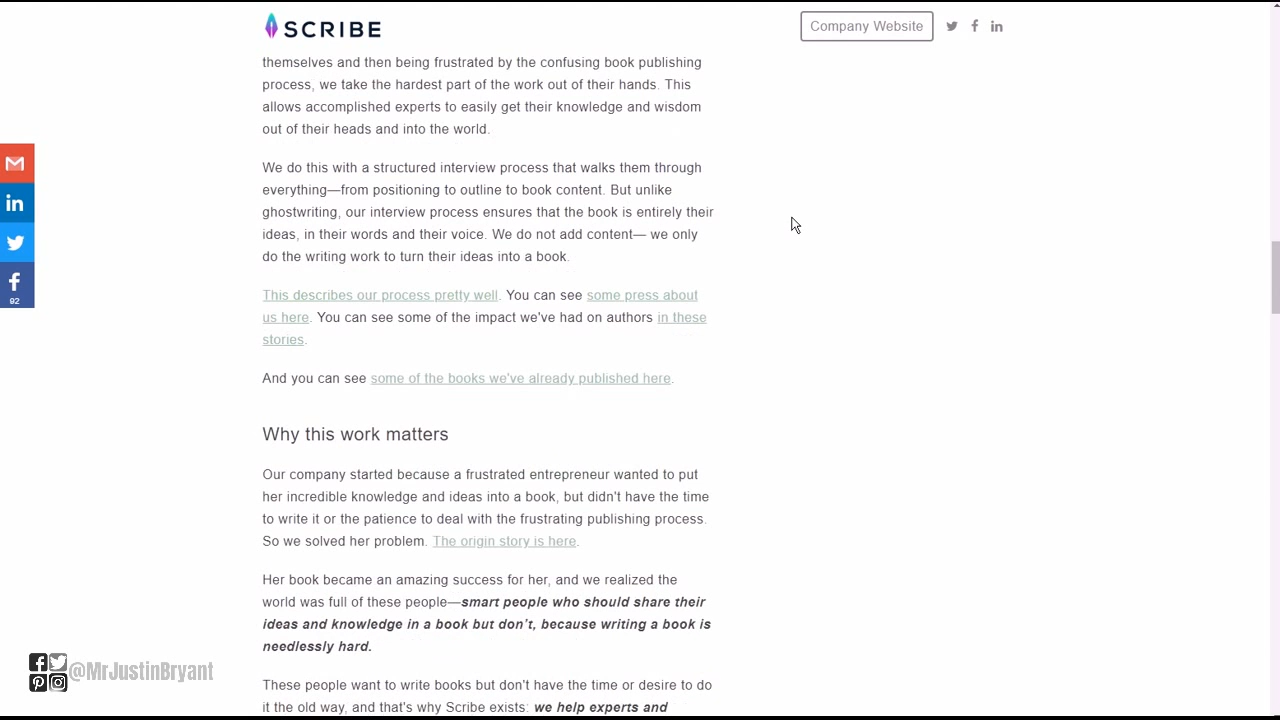 SCRIBE
Company Website
themselves and then being frustrated by the confusing book publishing
process, we take the hardest part of the work out of their hands. This
allows accomplished experts to easily get their knowledge and wisdom
out of their heads and into the world.
We do this with a structured interview process that walks them through
everything—from positioning to outline to book content. But unlike
ghostwriting, our interview process ensures that the book is entirely their
ideas, in their words and their voice. We do not add content— we only
do the writing work to turn their ideas into a book.
92
This describes our process pretty well. You can see some press about
us here. You can see some of the impact we've had on authors in these
stories.
And you can see some of the books we've already published here.
Why this work matters
Our company started because a frustrated entrepreneur wanted to put
her incredible knowledge and ideas into a book, but didn't have the time
to write it or the patience to deal with the frustrating publishing process.
So we solved her problem. The origin story is here.
Her book became an amazing success for her, and we realized the
world was full of these people—smart people who should share their
ideas and knowledge in a book but don't, because writing a book is
needlessly hard.
@MrJustinBryant
These people want to write books but don't have the time or desire to do
it the old way, and that's why Scribe exists: we help experts and